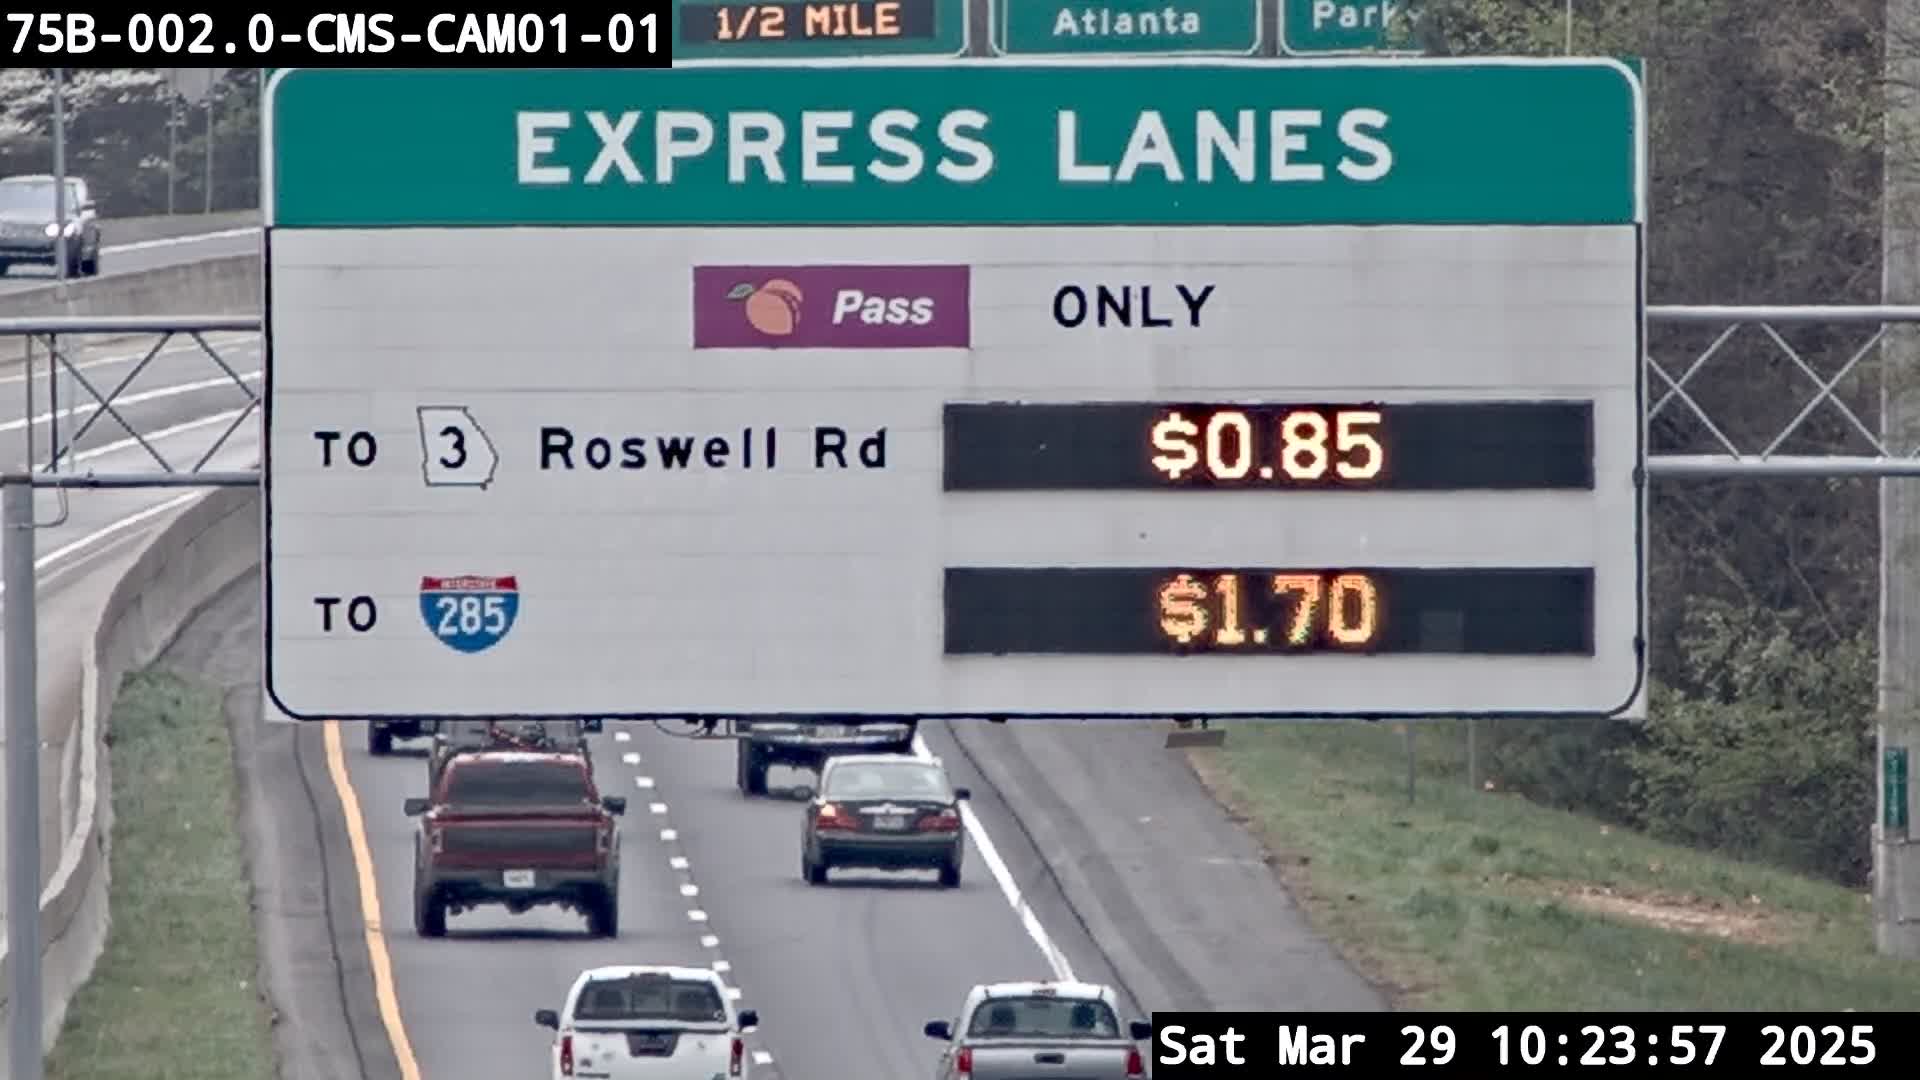 75B-002.0-CMS-CAM01-01
1/2 MILE
Atlanta
EXPRESS LANES
Pass ONLY
TO 3 Roswell Rd $0.85
TO INTERSTATE 285 $1.70
Sat Mar 29 10:23:57 2025